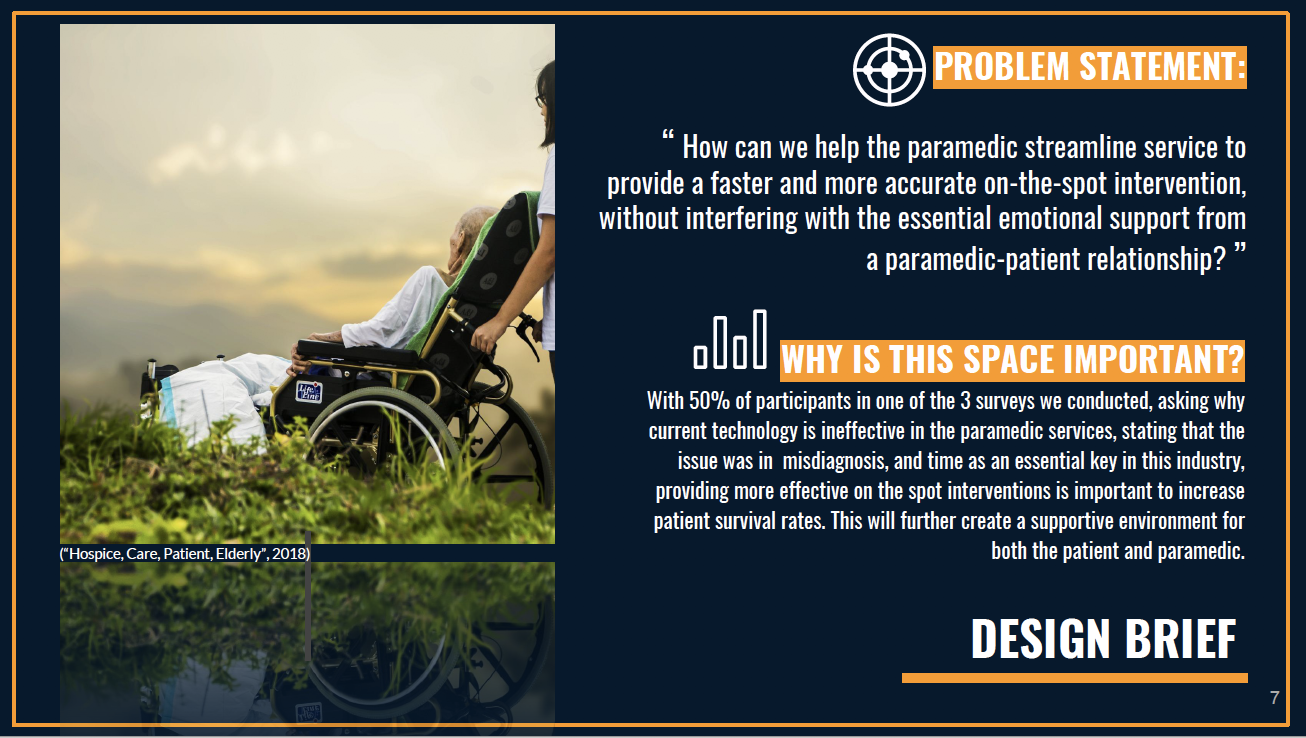 PROBLEM STATEMENT:
“ How can we help the paramedic streamline service to
provide a faster and more accurate on-the-spot intervention,
without interfering with the essential emotional support from
a paramedic-patient relationship? ”
WHY IS THIS SPACE IMPORTANT?
With 50% of participants in one of the 3 surveys we conducted, asking why
current technology is ineffective in the paramedic services, stating that the
issue was in  misdiagnosis, and time as an essential key in this industry,
providing more effective on the spot interventions is important to increase
patient survival rates. This will further create a supportive environment for
both the patient and paramedic.
Life
Line
(“Hospice, Care, Patient, Elderly”, 2018)
DESIGN BRIEF
7